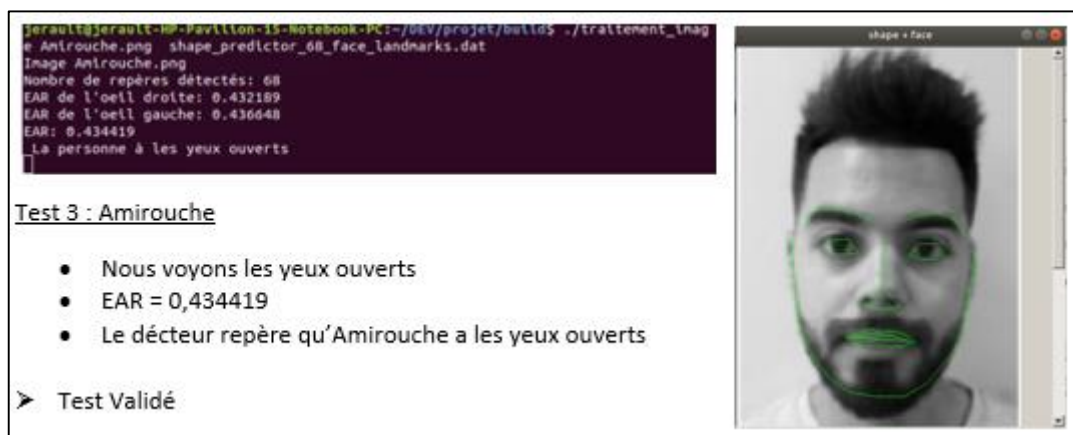 jerault@jerault-HP-Pavilion-15-Notebook-PC:~/DEV/projet/build$ ./traitement_imag
e Amirouche.png shape_predictor_68_face_landmarks.dat
Image Amirouche.png
Nombre de repères détectés: 68
EAR de l'oeil droite: 0.432189
EAR de l'oeil gauche: 0.436648
EAR: 0.434419
La personne à les yeux ouverts
shape + face
Test 3 : Amirouche
● Nous voyons les yeux ouverts
● EAR = 0,434419
● Le décteur repère qu'Amirouche a les yeux ouverts
➤ Test Validé